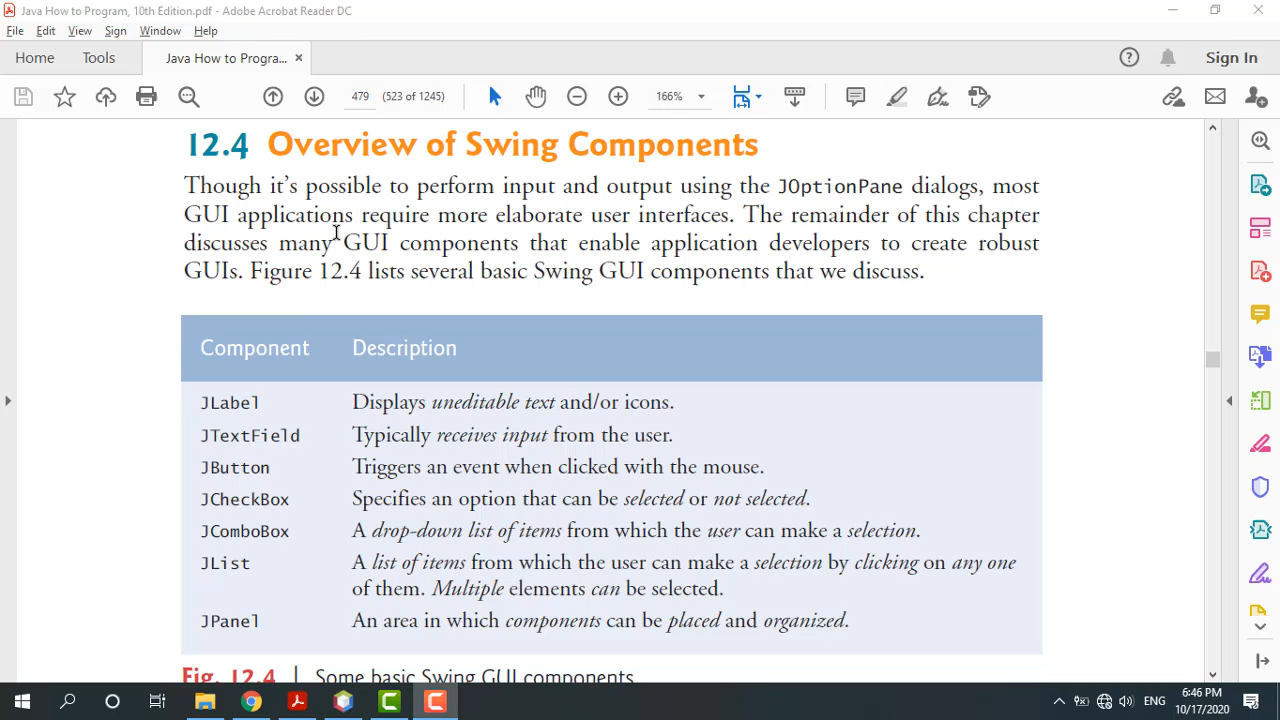 Java How to Program, 10th Edition.pdf - Adobe Acrobat Reader DC
File Edit View Sign Window Help
Home Tools Java How to Progra... × Sign In
479 (523 of 1245) 166%
12.4 Overview of Swing Components
Though it's possible to perform input and output using the JOptionPane dialogs, most
GUI applications require more elaborate user interfaces. The remainder of this chapter
discusses many GUI components that enable application developers to create robust
GUIs. Figure 12.4 lists several basic Swing GUI components that we discuss.
Component Description
JLabel Displays uneditable text and/or icons.
JTextField Typically receives input from the user.
JButton Triggers an event when clicked with the mouse.
JCheckBox Specifies an option that can be selected or not selected.
JComboBox A drop-down list of items from which the user can make a selection.
JList A list of items from which the user can make a selection by clicking on any one
of them. Multiple elements can be selected.
JPanel An area in which components can be placed and organized.
Fig. 12.4 | Some basic Swing GUI components
ENG 6:46 PM
10/17/2020